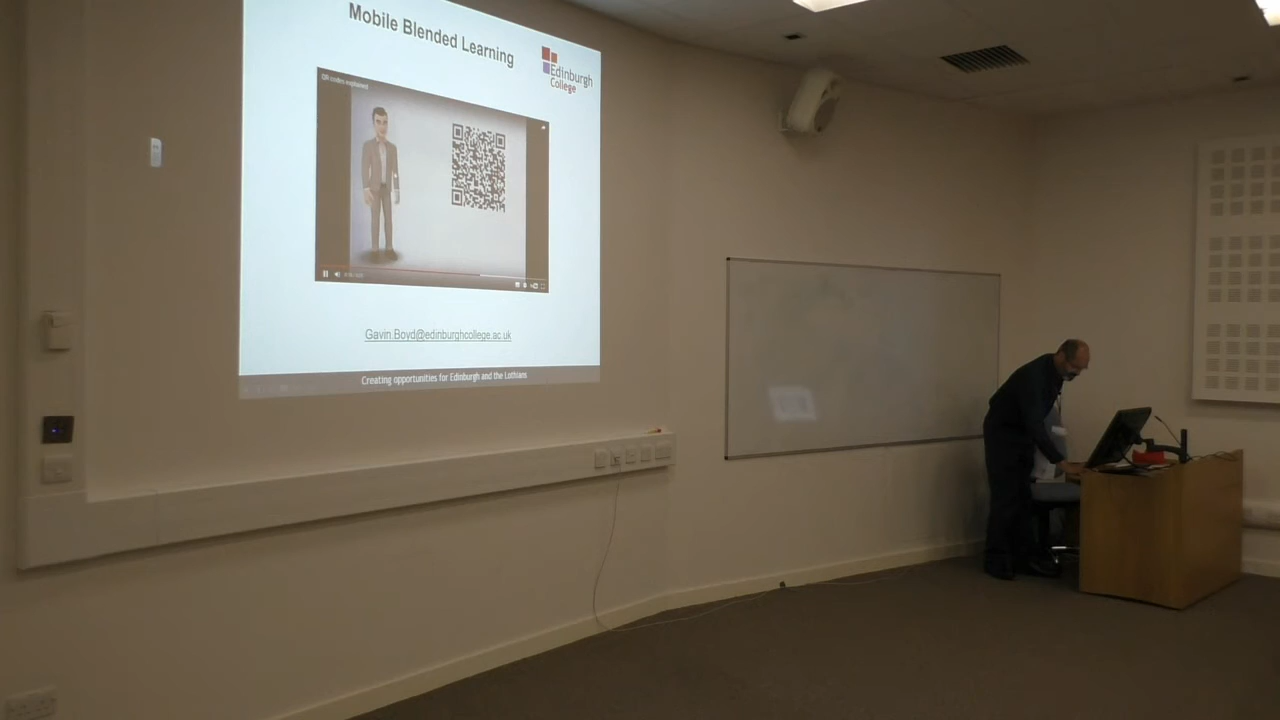 Mobile Blended Learning
Edinburgh
College
QR codes explained
Gavin.Boyd@edinburghcollege.ac.uk
Creating opportunities for Edinburgh and the Lothians